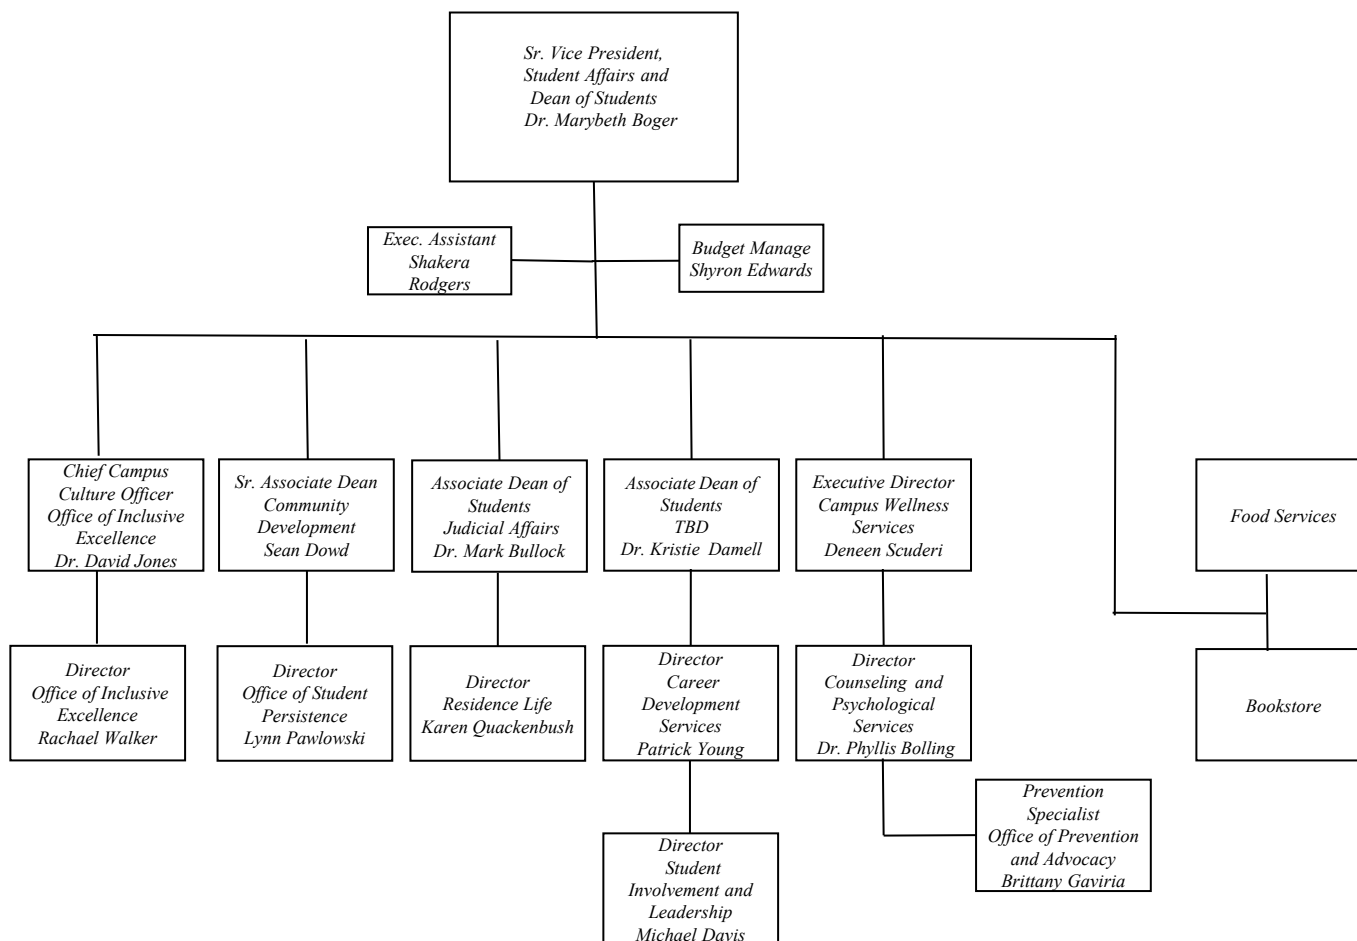 Sr. Vice President,
Student Affairs and
Dean of Students
Dr. Marybeth Boger
Exec. Assistant
Shakera
Rodgers
Budget Manage
Shyron Edwards
Chief Campus
Culture Officer
Office of Inclusive
Excellence
Dr. David Jones
Sr. Associate Dean
Community
Development
Sean Dowd
Associate Dean of
Students
Judicial Affairs
Dr. Mark Bullock
Associate Dean of
Students
TBD
Dr. Kristie Damell
Executive Director
Campus Wellness
Services
Deneen Scuderi
Food Services
Director
Office of Inclusive
Excellence
Rachael Walker
Director
Office of Student
Persistence
Lynn Pawlowski
Director
Residence Life
Karen Quackenbush
Director
Career
Development
Services
Patrick Young
Director
Counseling and
Psychological
Services
Dr. Phyllis Bolling
Bookstore
Prevention
Specialist
Office of Prevention
and Advocacy
Brittany Gaviria
Director
Student
Involvement and
Leadership
Michael Davis